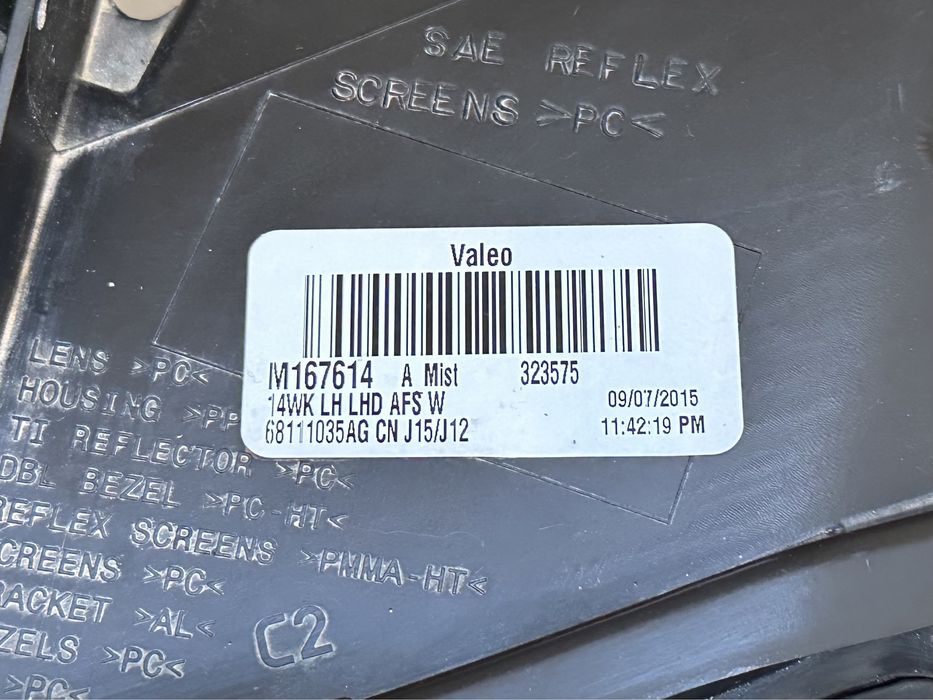 SAE REFLEX
SCREENS >PC<
Valeo
M167614 A Mist 323575
14WK LH LHD AFS W 09/07/2015
68111035AG CN J15/J12 11:42:19 PM
LENS >PC<
HOUSING >PP
TI REFLECTOR >PC<
DBL BEZEL >PC-HT<
REFLEX SCREENS >PMMA-HT<
CREENS >PC<
RACKET >AL<
ZELS >PC<
>PC<
C2